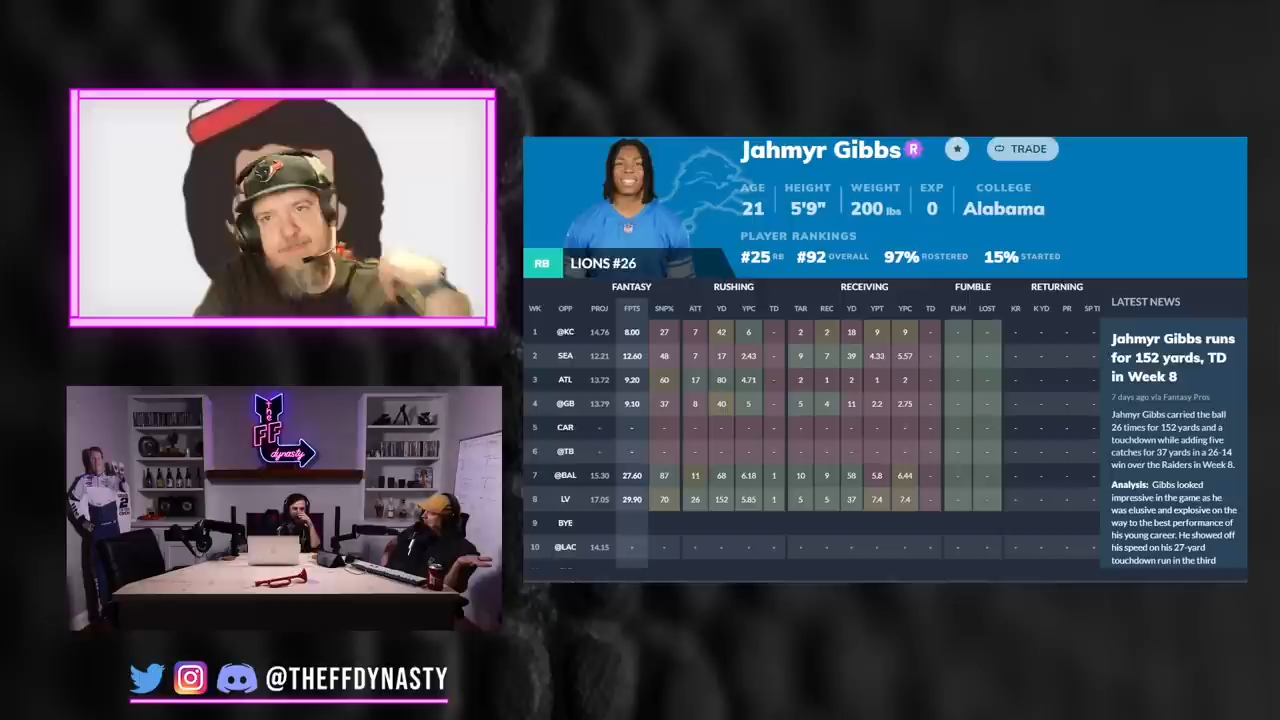 Jahmyr Gibbs R
TRADE
AGE HEIGHT WEIGHT EXP COLLEGE
21 5'9" 200 lbs 0 Alabama
PLAYER RANKINGS
#25 RB #92 OVERALL 97% ROSTERED 15% STARTED
RB LIONS #26
FANTASY RUSHING RECEIVING FUMBLE RETURNING
WK OPP PROJ FPTS SNP% ATT YD YPC TD TAR REC YD YPT YPC TD FUM LOST KR K YD PR SP T
1 @KC 14.76 8.00 27 7 42 6 - 2 2 18 9 9 - - - - - - -
2 SEA 12.21 12.60 48 7 17 2.43 - 9 7 39 4.33 5.57 - - - - - - -
3 ATL 13.72 9.20 60 17 80 4.71 - 2 1 2 1 2 - - - - - - -
4 @GB 13.79 9.10 37 8 40 5 - 5 4 11 2.2 2.75 - - - - - - -
5 CAR - - - - - - - - - - - - - - - - - - -
6 @TB - - - - - - - - - - - - - - - - - - -
7 @BAL 15.30 27.60 87 11 68 6.18 1 10 9 58 5.8 6.44 - - - - - - -
8 LV 17.05 29.90 70 26 152 5.85 1 5 5 37 7.4 7.4 - - - - - - -
9 BYE
10 @LAC 14.15 - - - - - - - - - - - - - - - - - -
LATEST NEWS
Jahmyr Gibbs runs
for 152 yards, TD
in Week 8
7 days ago via Fantasy Pros
Jahmyr Gibbs carried the ball
26 times for 152 yards and a
touchdown while adding five
catches for 37 yards in a 26-14
win over the Raiders in Week 8.
Analysis: Gibbs looked
impressive in the game as he
was elusive and explosive on the
way to the best performance of
his young career. He showed off
his speed on his 27-yard
touchdown run in the third
The
FF
dynasty
@THEFFDYNASTY